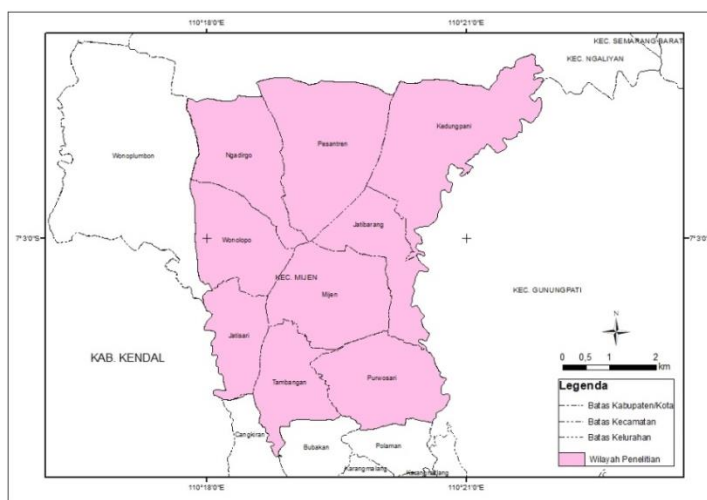 110°18'0"E 110°21'0"E
KEC. SEMARANG BARAT
KEC. NGALIYAN
Kedungpani
Pesantren
Wonoplumbon
Ngadirgo
Jatibarang
7°3'0"S 7°3'0"S
Wonolopo
KEC. MIJEN
KEC. GUNUNGPATI
Mijen
N
KAB. KENDAL
Jatisari
0 0,5 1 2
km
Tambangan
Purwosari
Legenda
Batas Kabupaten/Kota
Batas Kecamatan
Batas Kelurahan
Wilayah Penelitian
Cangkiran
Bubakan
Polaman
Karangmalang
Karangmalang
110°18'0"E 110°21'0"E